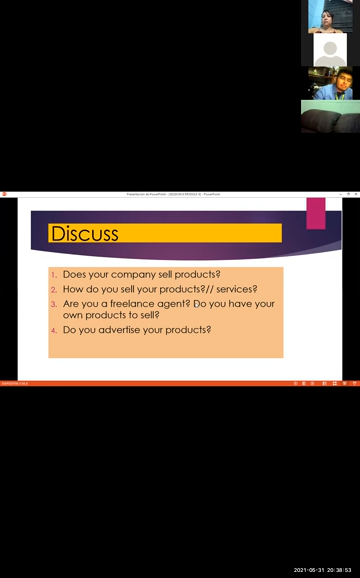 Discuss
1. Does your company sell products?
2. How do you sell your products?// services?
3. Are you a freelance agent? Do you have your
own products to sell?
4. Do you advertise your products?
2021-05-31 20:38:53